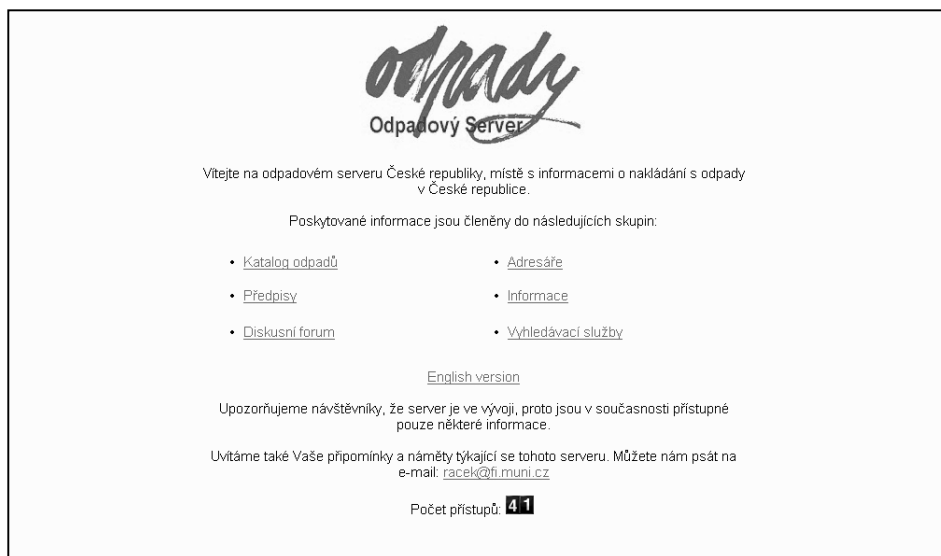 odpady
Odpadový Server
Vítejte na odpadovém serveru České republiky, místě s informacemi o nakládání s odpady
v České republice.
Poskytované informace jsou členěny do následujících skupin:
• Katalog odpadů
• Adresáře
• Předpisy
• Informace
• Diskusní forum
• Vyhledávací služby
English version
Upozorňujeme návštěvníky, že server je ve vývoji, proto jsou v současnosti přístupné
pouze některé informace.
Uvítáme také Vaše připomínky a náměty týkající se tohoto serveru. Můžete nám psát na
e-mail: racek@fi.muni.cz
Počet přístupů: 41